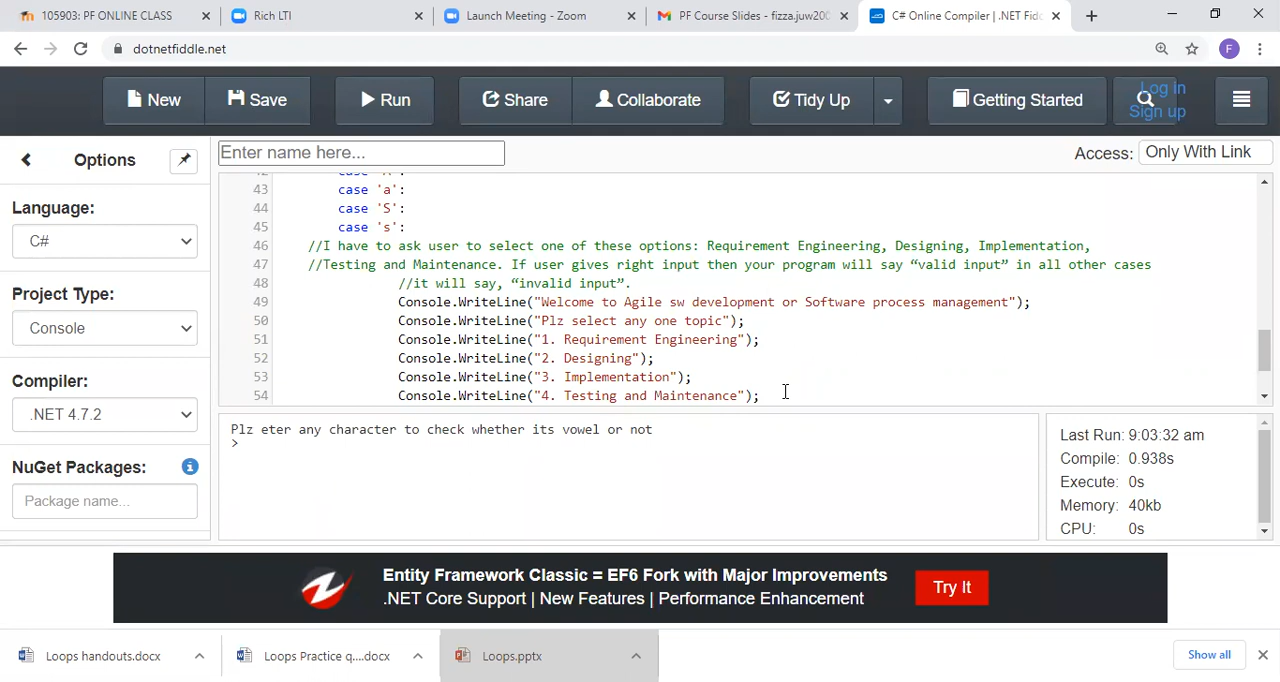 105903: PF ONLINE CLASS
Rich LTI
Launch Meeting - Zoom
PF Course Slides - fizza.juw200
C# Online Compiler | .NET Fidd
dotnetfiddle.net
F
New
Save
Run
Share
Collaborate
Tidy Up
Getting Started
Log in
Sign up
Options
Enter name here...
Access: Only With Link
Language:
C#
Project Type:
Console
Compiler:
.NET 4.7.2
NuGet Packages:
Package name...
43 case 'a':
44 case 'S':
45 case 's':
46 //I have to ask user to select one of these options: Requirement Engineering, Designing, Implementation,
47 //Testing and Maintenance. If user gives right input then your program will say “valid input” in all other cases
48 //it will say, “invalid input”.
49 Console.WriteLine("Welcome to Agile sw development or Software process management");
50 Console.WriteLine("Plz select any one topic");
51 Console.WriteLine("1. Requirement Engineering");
52 Console.WriteLine("2. Designing");
53 Console.WriteLine("3. Implementation");
54 Console.WriteLine("4. Testing and Maintenance");
Plz eter any character to check whether its vowel or not
>
Last Run: 9:03:32 am
Compile: 0.938s
Execute: 0s
Memory: 40kb
CPU: 0s
Entity Framework Classic = EF6 Fork with Major Improvements
.NET Core Support | New Features | Performance Enhancement
Try It
Loops handouts.docx
Loops Practice q....docx
Loops.pptx
Show all